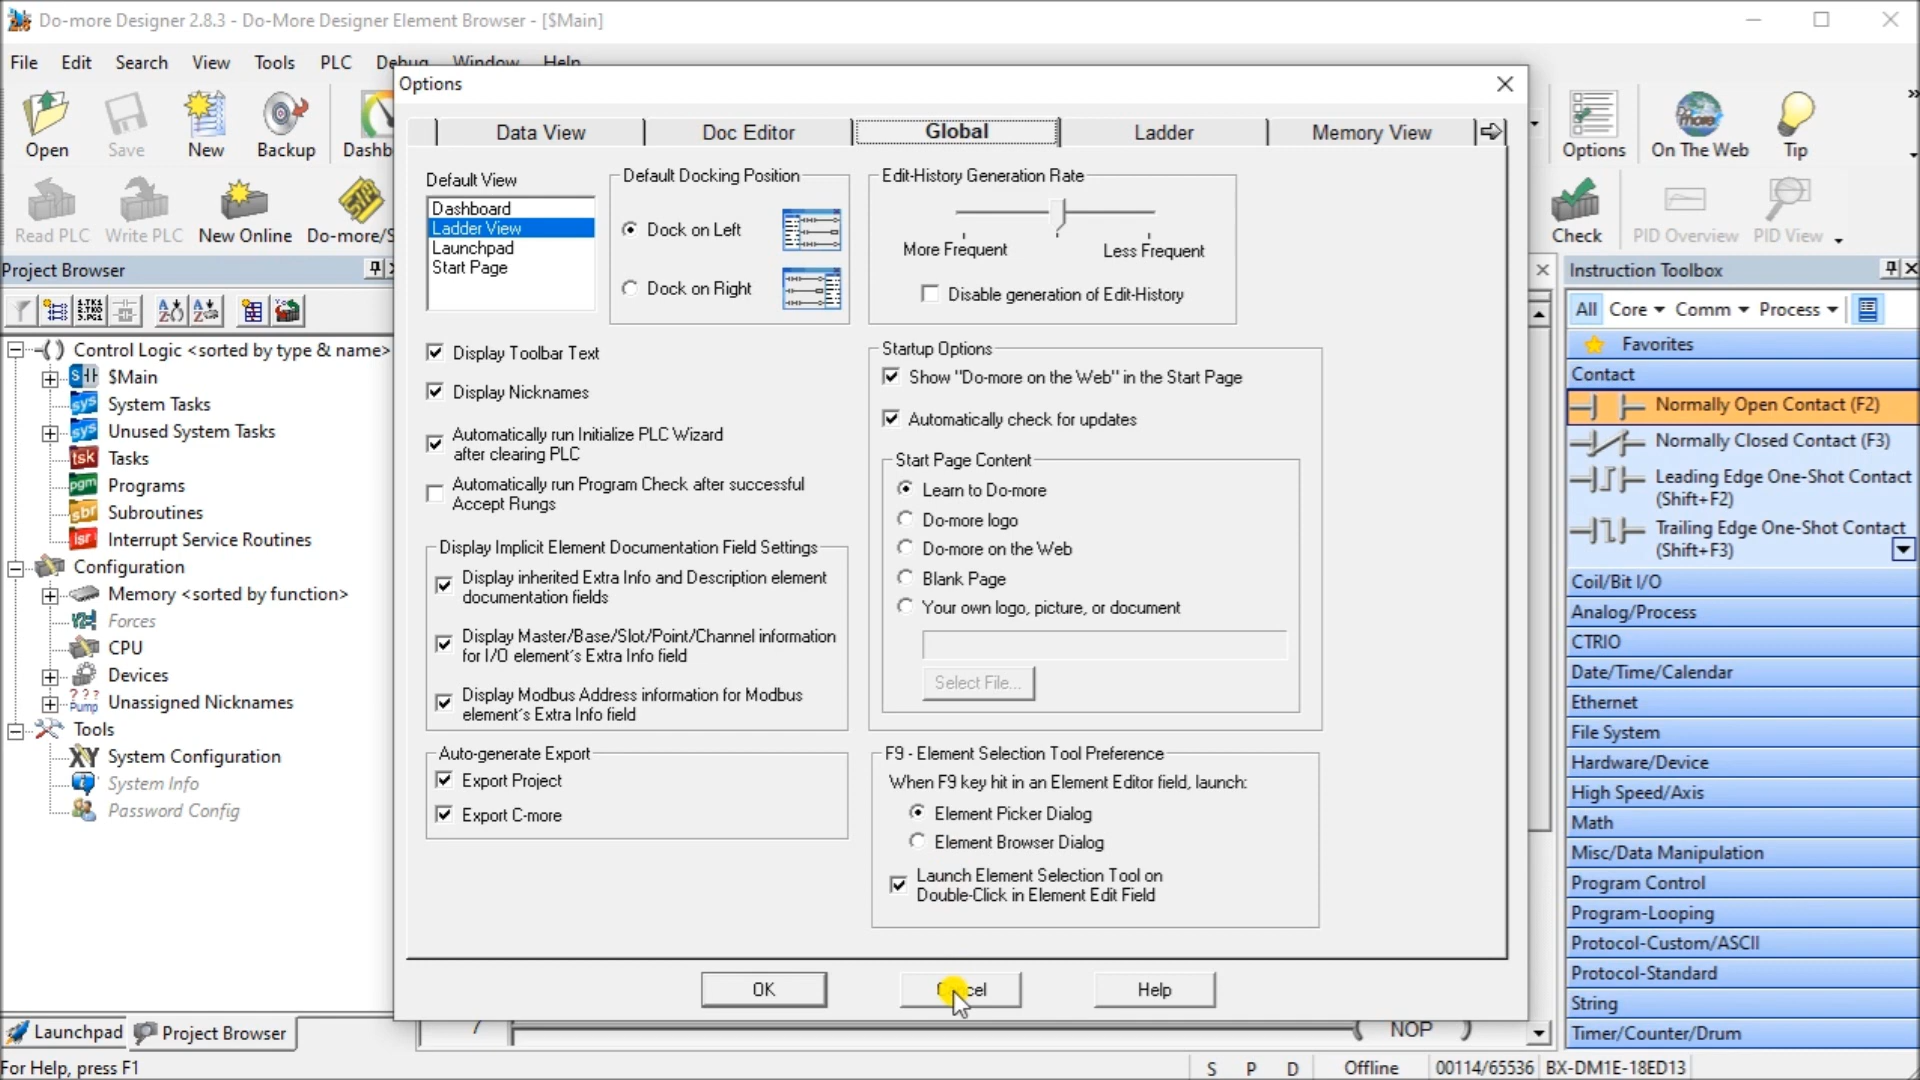 Do-more Designer 2.8.3 - Do-More Designer Element Browser - [$Main]
File Edit Search View Tools PLC Debug Window Help
Options
Open Save New Backup Dashb
Options On The Web Tip
Data View Doc Editor Global Ladder Memory View
Read PLC Write PLC New Online Do-more/S
Check PID Overview PID View
Project Browser
Instruction Toolbox
All Core Comm Process
Default View
Dashboard
Ladder View
Launchpad
Start Page
Default Docking Position
Dock on Left
Dock on Right
Edit-History Generation Rate
More Frequent Less Frequent
Disable generation of Edit-History
Display Toolbar Text
Display Nicknames
Automatically run Initialize PLC Wizard
after clearing PLC
Automatically run Program Check after successful
Accept Rungs
Display Implicit Element Documentation Field Settings
Display inherited Extra Info and Description element
documentation fields
Display Master/Base/Slot/Point/Channel information
for I/O element's Extra Info field
Display Modbus Address information for Modbus
element's Extra Info field
Auto-generate Export
Export Project
Export C-more
Startup Options
Show "Do-more on the Web" in the Start Page
Automatically check for updates
Start Page Content
Learn to Do-more
Do-more logo
Do-more on the Web
Blank Page
Your own logo, picture, or document
Select File...
F9 - Element Selection Tool Preference
When F9 key hit in an Element Editor field, launch:
Element Picker Dialog
Element Browser Dialog
Launch Element Selection Tool on
Double-Click in Element Edit Field
OK Help
Control Logic <sorted by type & name>
$Main
sys System Tasks
sys Unused System Tasks
tsk Tasks
pgm Programs
sbr Subroutines
isr Interrupt Service Routines
Configuration
Memory <sorted by function>
Forces
CPU
Devices
Unassigned Nicknames
Tools
System Configuration
System Info
Password Config
Favorites
Contact
Normally Open Contact (F2)
Normally Closed Contact (F3)
Leading Edge One-Shot Contact
(Shift+F2)
Trailing Edge One-Shot Contact
(Shift+F3)
Coil/Bit I/O
Analog/Process
CTRIO
Date/Time/Calendar
Ethernet
File System
Hardware/Device
High Speed/Axis
Math
Misc/Data Manipulation
Program Control
Program-Looping
Protocol-Custom/ASCII
Protocol-Standard
String
Timer/Counter/Drum
Launchpad Project Browser
7 NOP
For Help, press F1
S P D Offline 00114/65536 BX-DM1E-18ED13